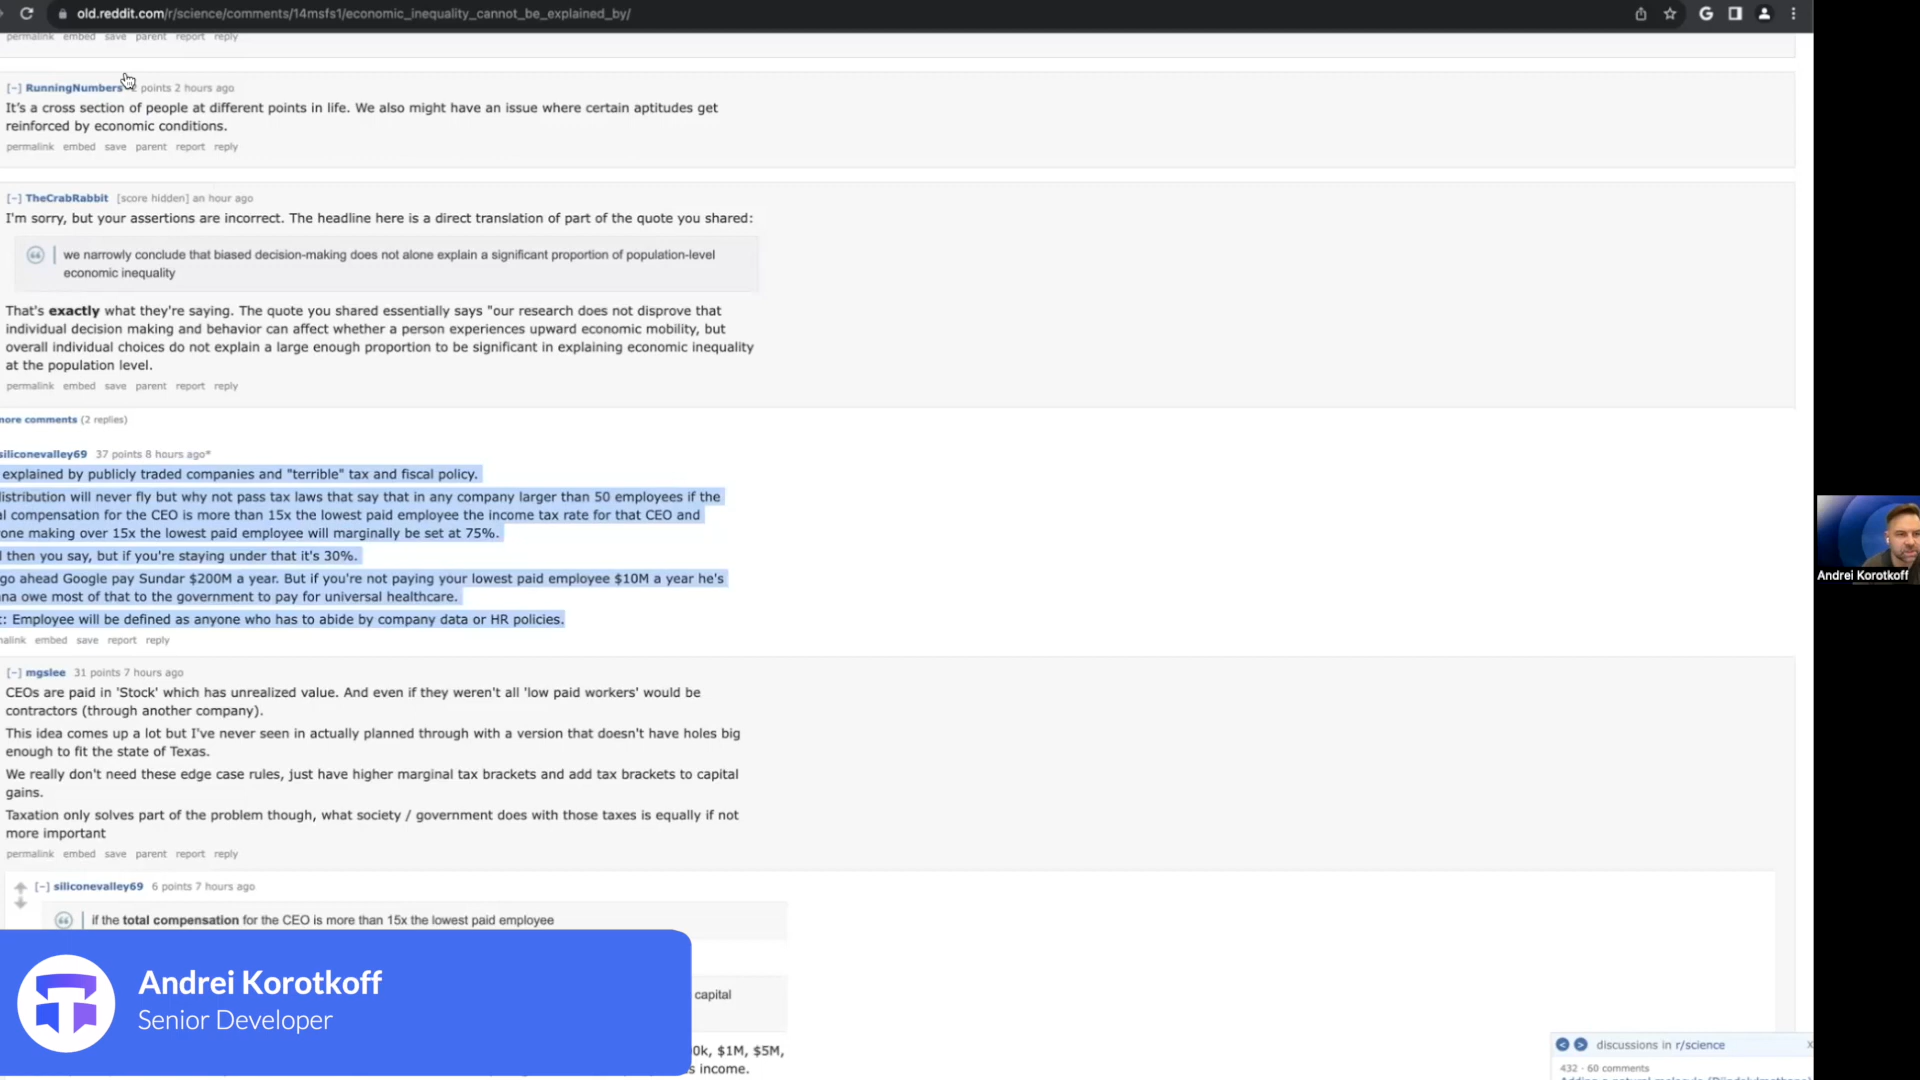 old.reddit.com/r/science/comments/14msfs1/economic_inequality_cannot_be_explained_by/
permalink embed save parent report reply
[–] RunningNumbers points 2 hours ago
It's a cross section of people at different points in life. We also might have an issue where certain aptitudes get
reinforced by economic conditions.
permalink embed save parent report reply
[–] TheCrabRabbit [score hidden] an hour ago
I'm sorry, but your assertions are incorrect. The headline here is a direct translation of part of the quote you shared:
we narrowly conclude that biased decision-making does not alone explain a significant proportion of population-level
economic inequality
That's exactly what they're saying. The quote you shared essentially says "our research does not disprove that
individual decision making and behavior can affect whether a person experiences upward economic mobility, but
overall individual choices do not explain a large enough proportion to be significant in explaining economic inequality
at the population level.
permalink embed save parent report reply
more comments (2 replies)
siliconevalley69 37 points 8 hours ago*
explained by publicly traded companies and "terrible" tax and fiscal policy.
istribution will never fly but why not pass tax laws that say that in any company larger than 50 employees if the
al compensation for the CEO is more than 15x the lowest paid employee the income tax rate for that CEO and
one making over 15x the lowest paid employee will marginally be set at 75%.
then you say, but if you're staying under that it's 30%.
go ahead Google pay Sundar $200M a year. But if you're not paying your lowest paid employee $10M a year he's
na owe most of that to the government to pay for universal healthcare.
: Employee will be defined as anyone who has to abide by company data or HR policies.
alink embed save report reply
[–] mgslee 31 points 7 hours ago
CEOs are paid in 'Stock' which has unrealized value. And even if they weren't all 'low paid workers' would be
contractors (through another company).
This idea comes up a lot but I've never seen in actually planned through with a version that doesn't have holes big
enough to fit the state of Texas.
We really don't need these edge case rules, just have higher marginal tax brackets and add tax brackets to capital
gains.
Taxation only solves part of the problem though, what society / government does with those taxes is equally if not
more important
permalink embed save parent report reply
[–] siliconevalley69 6 points 7 hours ago
if the total compensation for the CEO is more than 15x the lowest paid employee
capital
0k, $1M, $5M,
s income.
Andrei Korotkoff
Senior Developer
Andrei Korotkoff
discussions in r/science x
432 · 60 comments